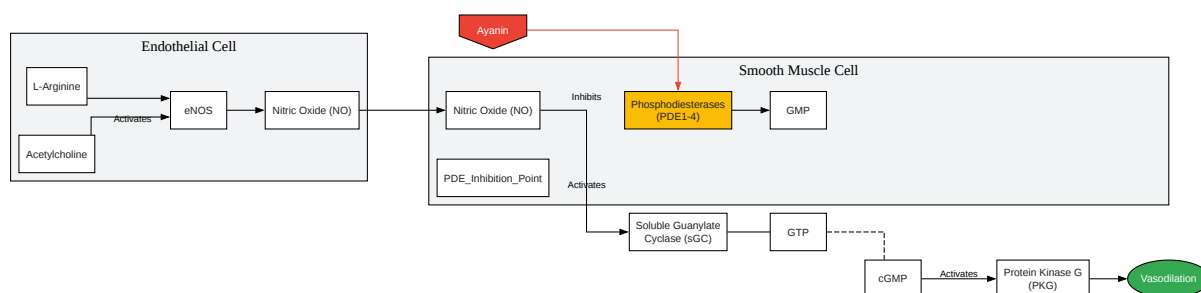 Ayanin
Endothelial Cell
Smooth Muscle Cell
L-Arginine
Activates
eNOS
Nitric Oxide (NO)
Acetylcholine
Nitric Oxide (NO)
Inhibits
Phosphodiesterases
(PDE1-4)
GMP
PDE_Inhibition_Point
Activates
Soluble Guanylate
Cyclase (sGC)
GTP
cGMP
Activates
Protein Kinase G
(PKG)
Vasodilation